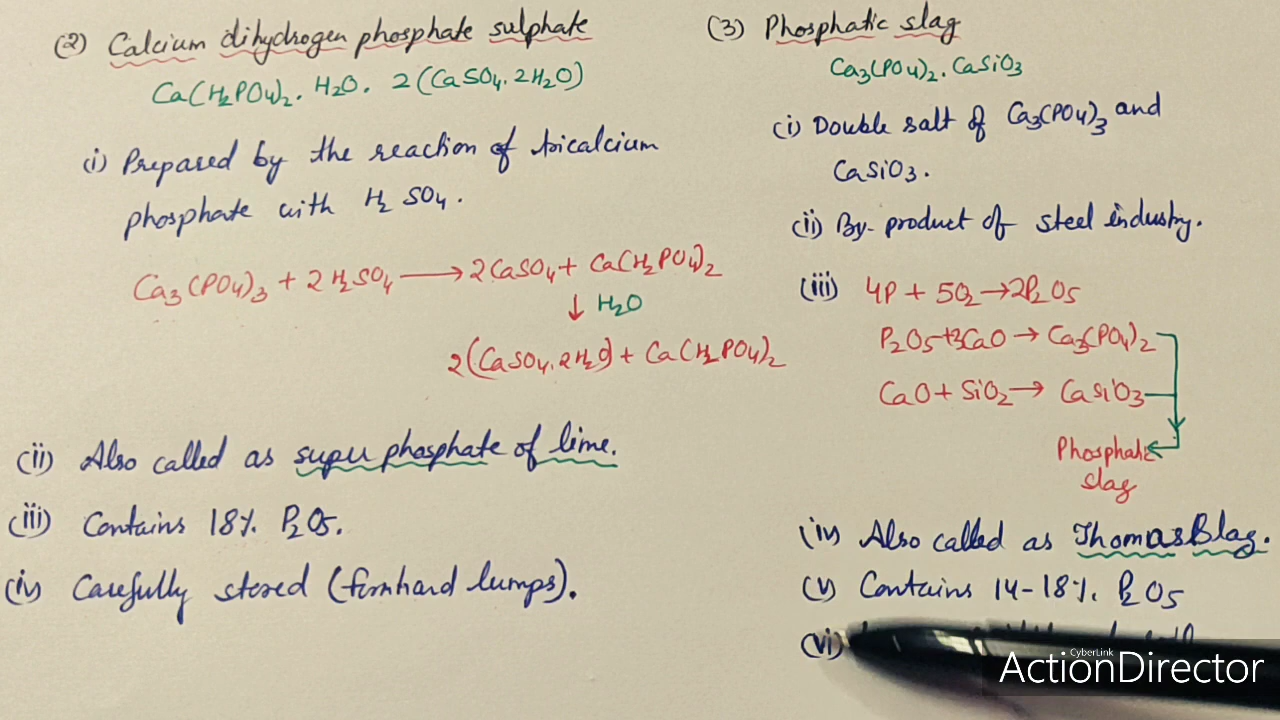 (2) Calcium dihydrogen phosphate sulphate
Ca(H₂PO₄)₂. H₂O. 2(CaSO₄.2H₂O)
(i) Prepared by the reaction of tricalcium
phosphate with H₂SO₄.
Ca₃(PO₄)₃ + 2H₂SO₄ ⟶ 2CaSO₄ + Ca(H₂PO₄)₂
↓ H₂O
2(CaSO₄.2H₂O) + Ca(H₂PO₄)₂
(ii) Also called as super phosphate of lime.
(iii) Contains 18% P₂O₅.
(iv) Carefully stored (form hard lumps).
(3) Phosphatic slag
Ca₃(PO₄)₂. CaSiO₃
(i) Double salt of Ca₃(PO₄)₃ and
CaSiO₃.
(ii) By-product of steel industry.
(iii) 4P + 5O₂ → 2P₂O₅
P₂O₅ + 3CaO → Ca₃(PO₄)₂
CaO + SiO₂ → CaSiO₃
Phosphatic
slag
(iv) Also called as Thomas Blag.
(v) Contains 14-18% P₂O₅
(vi)
CyberLink
ActionDirector